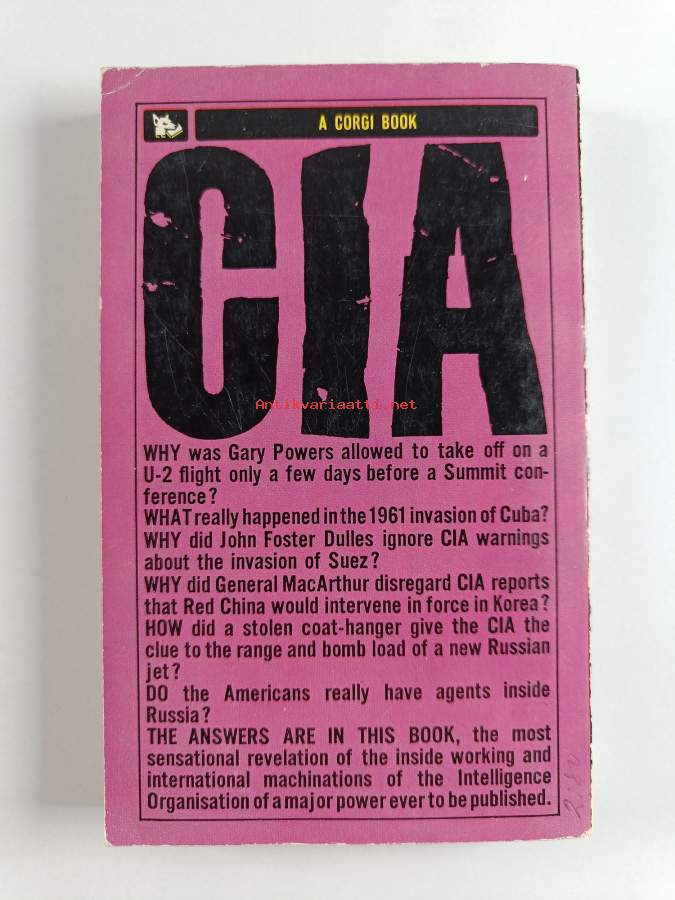 A CORGI BOOK
CIA
Antikvariaatti.net
WHY was Gary Powers allowed to take off on a
U-2 flight only a few days before a Summit con-
ference?
WHAT really happened in the 1961 invasion of Cuba?
WHY did John Foster Dulles ignore CIA warnings
about the invasion of Suez?
WHY did General MacArthur disregard CIA reports
that Red China would intervene in force in Korea?
HOW did a stolen coat-hanger give the CIA the
clue to the range and bomb load of a new Russian
jet?
DO the Americans really have agents inside
Russia?
THE ANSWERS ARE IN THIS BOOK, the most
sensational revelation of the inside working and
international machinations of the Intelligence
Organisation of a major power ever to be published.